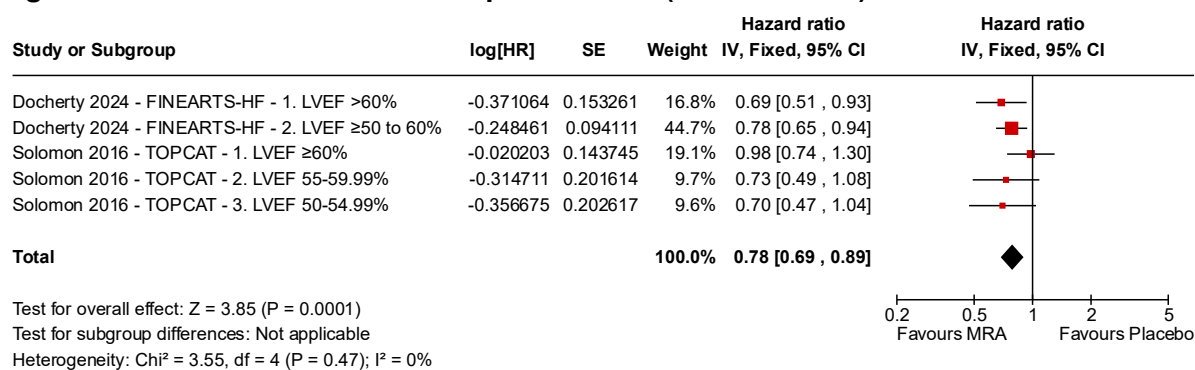 Hazard ratio Hazard ratio
Study or Subgroup log[HR] SE Weight IV, Fixed, 95% CI IV, Fixed, 95% CI
Docherty 2024 - FINEARTS-HF - 1. LVEF >60% -0.371064 0.153261 16.8% 0.69 [0.51 , 0.93]
Docherty 2024 - FINEARTS-HF - 2. LVEF ≥50 to 60% -0.248461 0.094111 44.7% 0.78 [0.65 , 0.94]
Solomon 2016 - TOPCAT - 1. LVEF ≥60% -0.020203 0.143745 19.1% 0.98 [0.74 , 1.30]
Solomon 2016 - TOPCAT - 2. LVEF 55-59.99% -0.314711 0.201614 9.7% 0.73 [0.49 , 1.08]
Solomon 2016 - TOPCAT - 3. LVEF 50-54.99% -0.356675 0.202617 9.6% 0.70 [0.47 , 1.04]
Total 100.0% 0.78 [0.69 , 0.89]
Test for overall effect: Z = 3.85 (P = 0.0001)
Test for subgroup differences: Not applicable
Heterogeneity: Chi² = 3.55, df = 4 (P = 0.47); I² = 0%
0.2 0.5 1 2 5
Favours MRA Favours Placebo